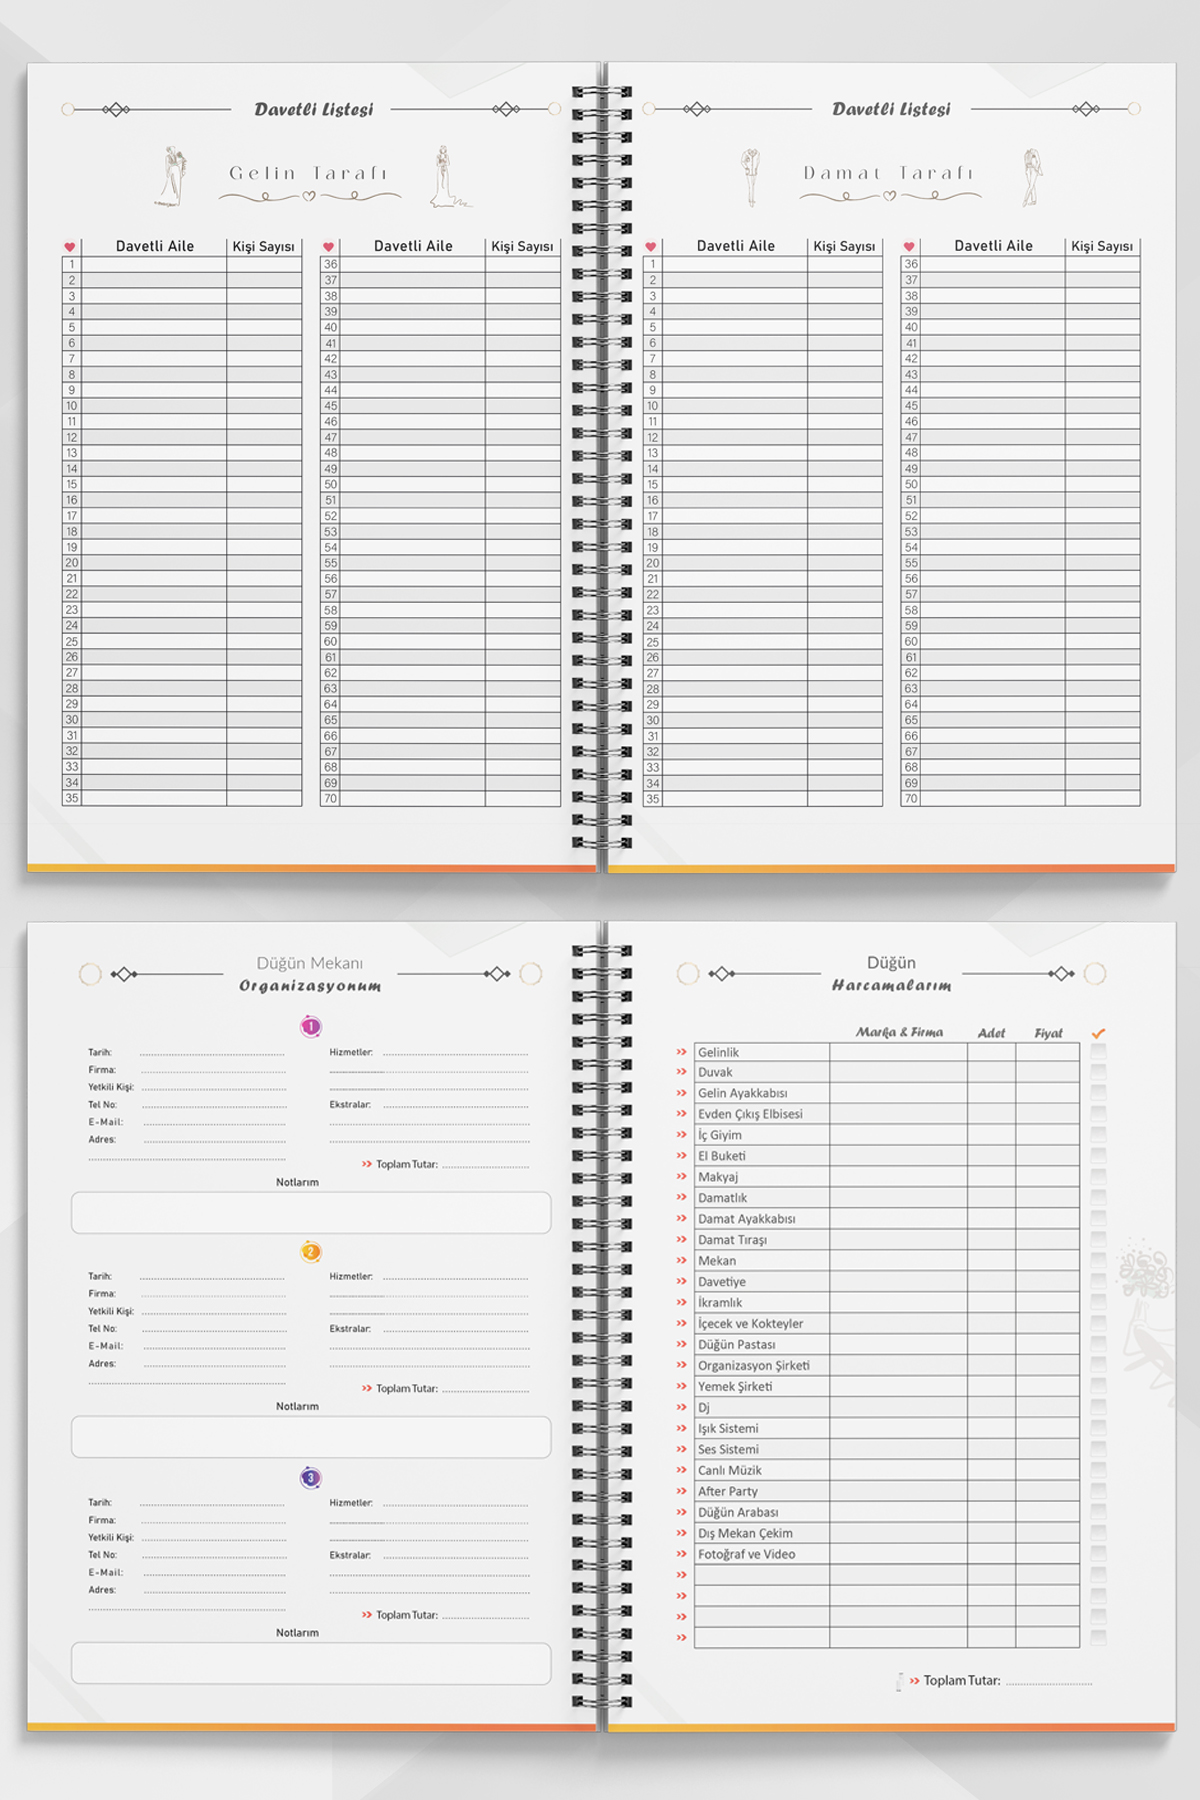 Davetli Listesi
Gelin Tarafı
Davetli Aile Kişi Sayısı Davetli Aile Kişi Sayısı
1 36
2 37
3 38
4 39
5 40
6 41
7 42
8 43
9 44
10 45
11 46
12 47
13 48
14 49
15 50
16 51
17 52
18 53
19 54
20 55
21 56
22 57
23 58
24 59
25 60
26 61
27 62
28 63
29 64
30 65
31 66
32 67
33 68
34 69
35 70
Davetli Listesi
Damat Tarafı
Davetli Aile Kişi Sayısı Davetli Aile Kişi Sayısı
1 36
2 37
3 38
4 39
5 40
6 41
7 42
8 43
9 44
10 45
11 46
12 47
13 48
14 49
15 50
16 51
17 52
18 53
19 54
20 55
21 56
22 57
23 58
24 59
25 60
26 61
27 62
28 63
29 64
30 65
31 66
32 67
33 68
34 69
35 70
Düğün Mekanı
Organizasyonum
1
Tarih: Hizmetler:
Firma:
Yetkili Kişi:
Tel No: Ekstralar:
E-Mail:
Adres:
Toplam Tutar:
Notlarım
2
Tarih: Hizmetler:
Firma:
Yetkili Kişi:
Tel No: Ekstralar:
E-Mail:
Adres:
Toplam Tutar:
Notlarım
3
Tarih: Hizmetler:
Firma:
Yetkili Kişi:
Tel No: Ekstralar:
E-Mail:
Adres:
Toplam Tutar:
Notlarım
Düğün
Harcamalarım
Marka & Firma Adet Fiyat
Gelinlik
Duvak
Gelin Ayakkabısı
Evden Çıkış Elbisesi
İç Giyim
El Buketi
Makyaj
Damatlık
Damat Ayakkabısı
Damat Tıraşı
Mekan
Davetiye
İkramlık
İçecek ve Kokteyler
Düğün Pastası
Organizasyon Şirketi
Yemek Şirketi
Dj
Işık Sistemi
Ses Sistemi
Canlı Müzik
After Party
Düğün Arabası
Dış Mekan Çekim
Fotoğraf ve Video
Toplam Tutar: